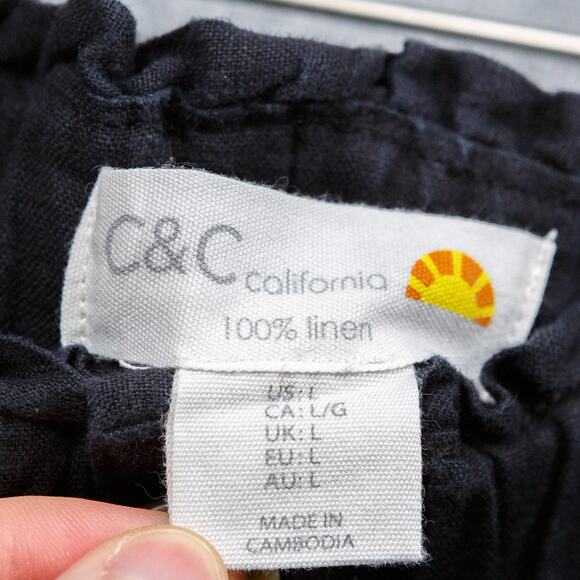 C&C California
100% linen
US: L
CA: L/G
UK: L
EU: L
AU: L
MADE IN
CAMBODIA